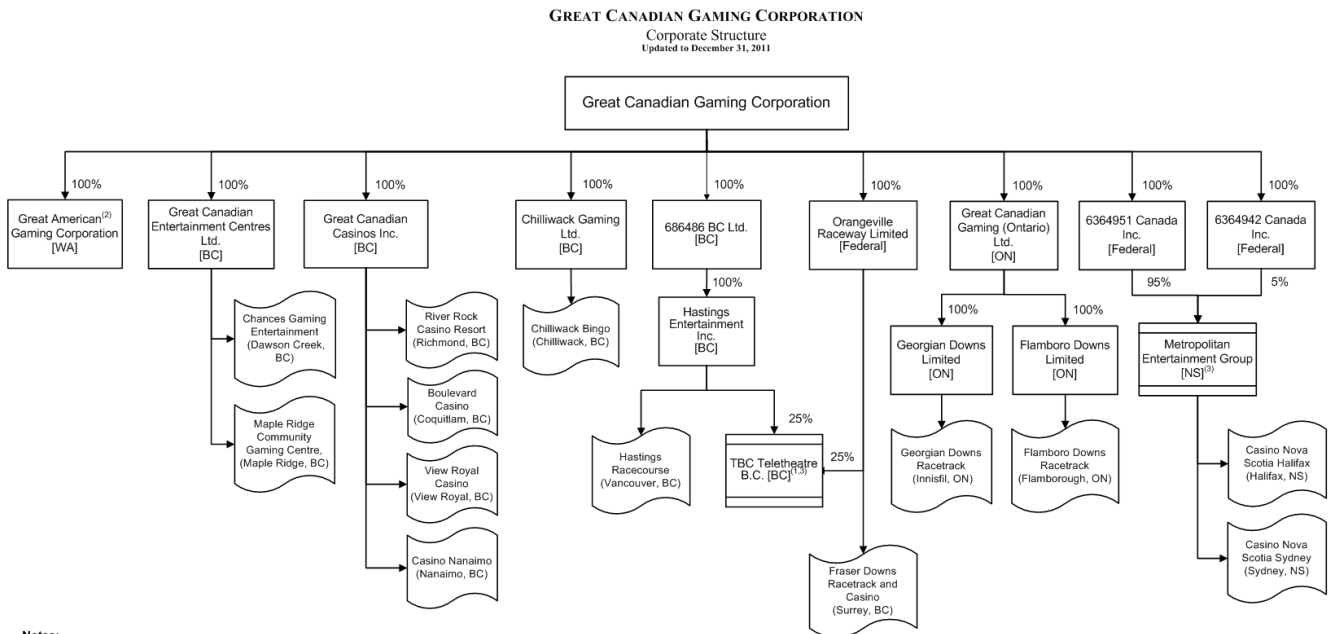 GREAT CANADIAN GAMING CORPORATION
Corporate Structure
Updated to December 31, 2011
Great Canadian Gaming Corporation
100%
100%
100%
100%
100%
100%
100%
100%
100%
Great American(2)
Gaming Corporation
[WA]
Great Canadian
Entertainment Centres
Ltd.
[BC]
Great Canadian
Casinos Inc.
[BC]
Chilliwack Gaming
Ltd.
[BC]
686486 BC Ltd.
[BC]
Orangeville
Raceway Limited
[Federal]
Great Canadian
Gaming (Ontario)
Ltd.
[ON]
6364951 Canada
Inc.
[Federal]
6364942 Canada
Inc.
[Federal]
100%
95%
5%
Chances Gaming
Entertainment
(Dawson Creek,
BC)
River Rock
Casino Resort
(Richmond, BC)
Chilliwack Bingo
(Chilliwack, BC)
Hastings
Entertainment
Inc.
[BC]
100%
100%
Georgian Downs
Limited
[ON]
Flamboro Downs
Limited
[ON]
Metropolitan
Entertainment Group
[NS](3)
Maple Ridge
Community
Gaming Centre,
(Maple Ridge, BC)
Boulevard
Casino
(Coquitlam, BC)
25%
Hastings
Racecourse
(Vancouver, BC)
TBC Teletheatre
B.C. [BC](1,3)
25%
Georgian Downs
Racetrack
(Innisfil, ON)
Flamboro Downs
Racetrack
(Flamborough, ON)
Casino Nova
Scotia Halifax
(Halifax, NS)
View Royal
Casino
(View Royal, BC)
Casino Nanaimo
(Nanaimo, BC)
Fraser Downs
Racetrack and
Casino
(Surrey, BC)
Casino Nova
Scotia Sydney
(Sydney, NS)
Notes: